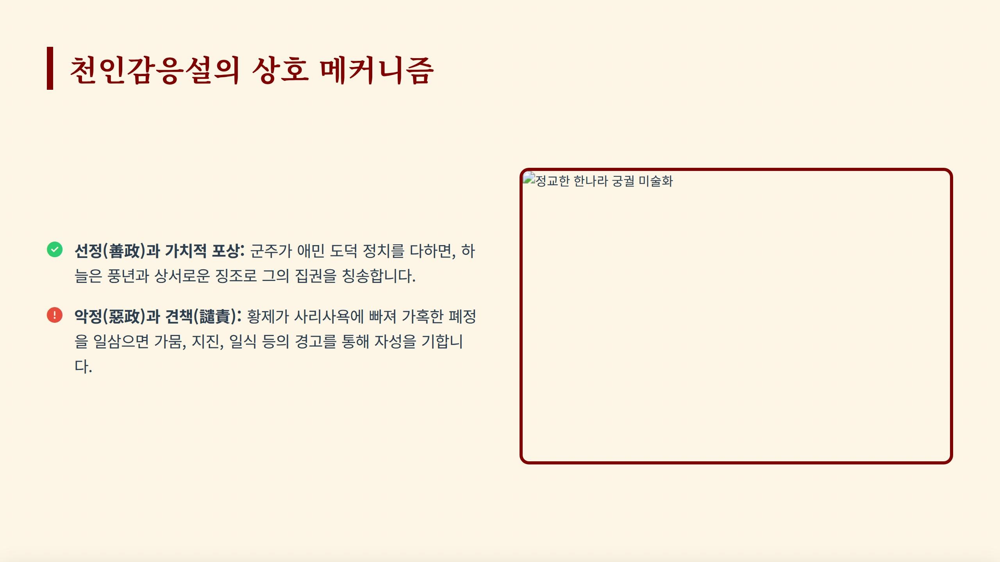 천인감응설의 상호 메커니즘
선정(善政)과 가치적 포상: 군주가 애민 도덕 정치를 다하면, 하
늘은 풍년과 상서로운 징조로 그의 집권을 칭송합니다.
악정(惡政)과 견책(譴責): 황제가 사리사욕에 빠져 가혹한 폐정
을 일삼으면 가뭄, 지진, 일식 등의 경고를 통해 자성을 기합니
다.
정교한 한나라 궁궐 미술화